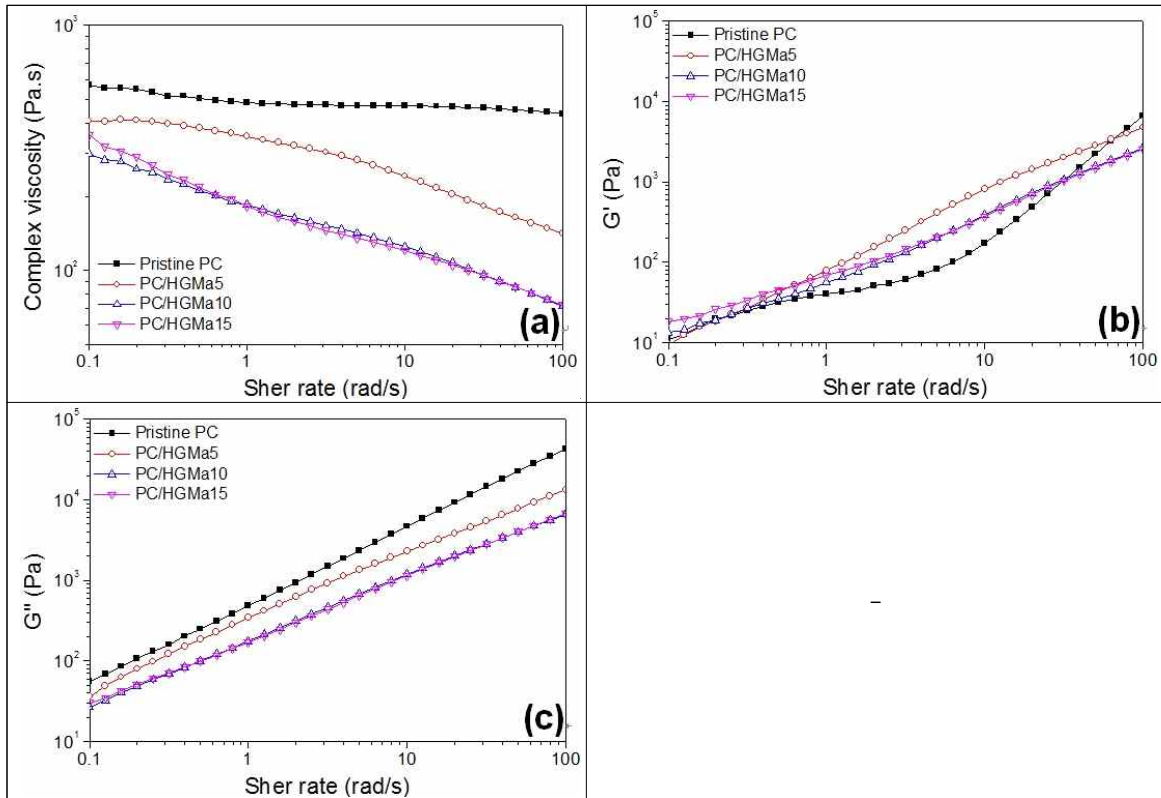 10³
10²
Complex viscosity (Pa.s)
Pristine PC
PC/HGMa5
PC/HGMa10
PC/HGMa15
(a)
0.1 1 10 100
Sher rate (rad/s)
10⁵
10⁴
10³
10²
10¹
G' (Pa)
Pristine PC
PC/HGMa5
PC/HGMa10
PC/HGMa15
(b)
0.1 1 10 100
Sher rate (rad/s)
10⁵
10⁴
10³
10²
10¹
G" (Pa)
Pristine PC
PC/HGMa5
PC/HGMa10
PC/HGMa15
(c)
0.1 1 10 100
Sher rate (rad/s)
–